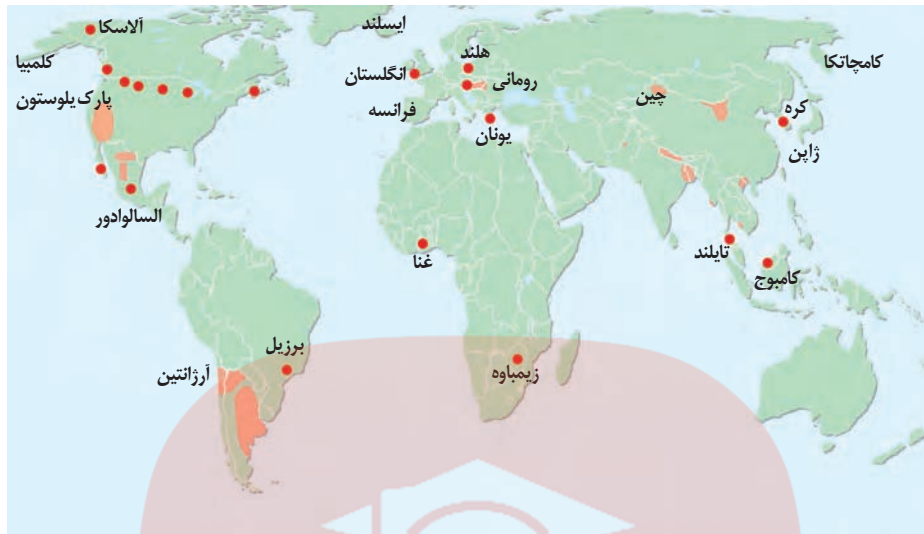 آلاسکا
ایسلند
کلمبیا
هلند
کامچاتکا
انگلستان
رومانی
پارک یلوستون
چین
کره
فرانسه
یونان
ژاپن
السالوادور
غنا
تایلند
کامبوج
برزیل
آرژانتین
زیمباوه